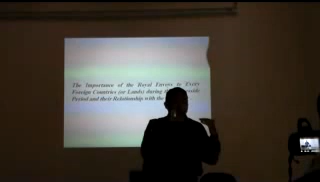 The Importance of the Royal Envoys to Every
Foreign Countries (or Lands) during the
Period and their Relationship with the